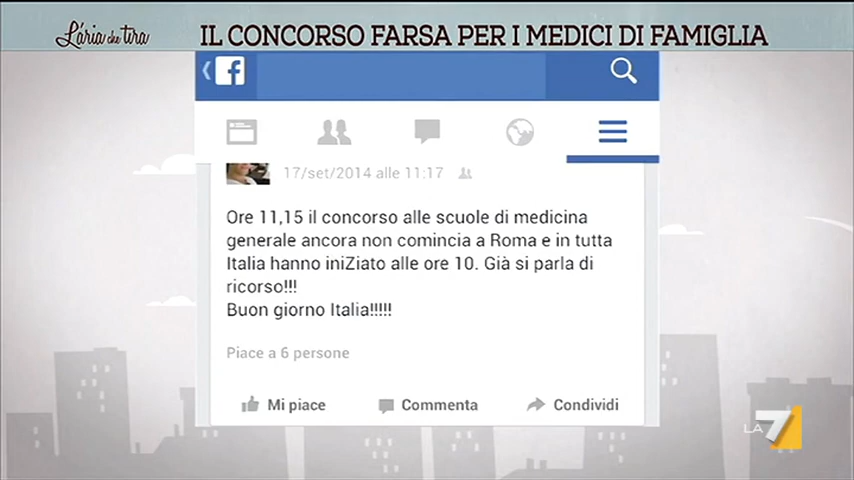 L'aria che tira
IL CONCORSO FARSA PER I MEDICI DI FAMIGLIA
f
17/set/2014 alle 11:17
Ore 11,15 il concorso alle scuole di medicina
generale ancora non comincia a Roma e in tutta
Italia hanno iniZiato alle ore 10. Già si parla di
ricorso!!!
Buon giorno Italia!!!!!
Piace a 6 persone
Mi piace
Commenta
Condividi
LA 7